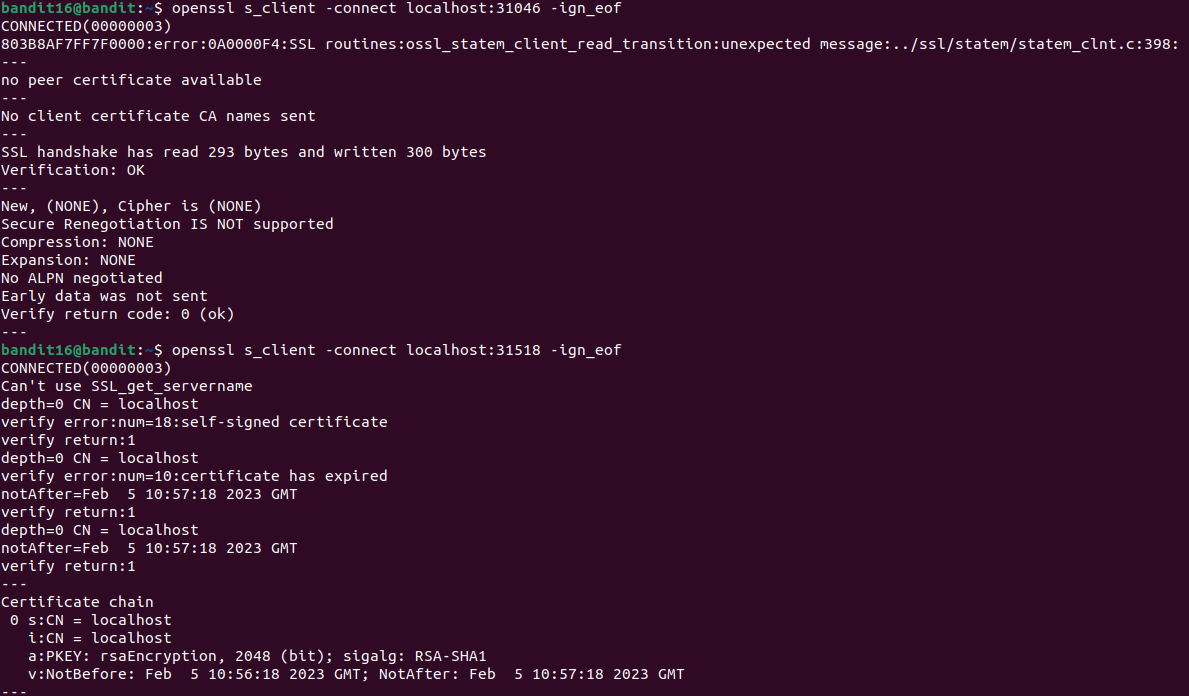 bandit16@bandit:~$ openssl s_client -connect localhost:31046 -ign_eof
CONNECTED(00000003)
803B8AF7FF7F0000:error:0A0000F4:SSL routines:ossl_statem_client_read_transition:unexpected message:../ssl/statem/statem_clnt.c:398:
---
no peer certificate available
---
No client certificate CA names sent
---
SSL handshake has read 293 bytes and written 300 bytes
Verification: OK
---
New, (NONE), Cipher is (NONE)
Secure Renegotiation IS NOT supported
Compression: NONE
Expansion: NONE
No ALPN negotiated
Early data was not sent
Verify return code: 0 (ok)
---
bandit16@bandit:~$ openssl s_client -connect localhost:31518 -ign_eof
CONNECTED(00000003)
Can't use SSL_get_servername
depth=0 CN = localhost
verify error:num=18:self-signed certificate
verify return:1
depth=0 CN = localhost
verify error:num=10:certificate has expired
notAfter=Feb  5 10:57:18 2023 GMT
verify return:1
depth=0 CN = localhost
notAfter=Feb  5 10:57:18 2023 GMT
verify return:1
---
Certificate chain
 0 s:CN = localhost
   i:CN = localhost
   a:PKEY: rsaEncryption, 2048 (bit); sigalg: RSA-SHA1
   v:NotBefore: Feb  5 10:56:18 2023 GMT; NotAfter: Feb  5 10:57:18 2023 GMT
---